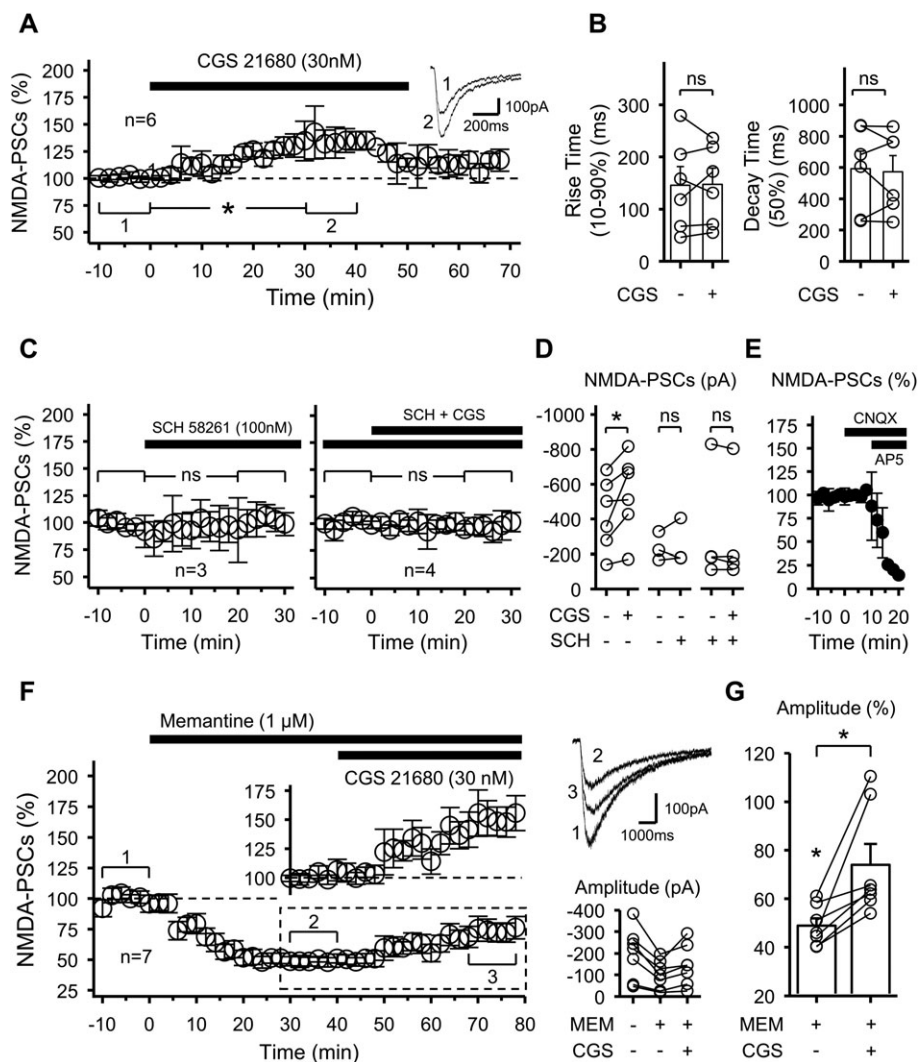 A
CGS 21680 (30nM)
NMDA-PSCs (%)
200
175
150
125
100
75
50
n=6
1
2
100pA
200ms
1
*
2
-10 0 10 20 30 40 50 60 70
Time (min)
B
ns
Rise Time
(10-90%) (ms)
300
200
100
0
CGS - +
ns
Decay Time
(50%) (ms)
1000
800
600
400
200
0
CGS - +
C
NMDA-PSCs (%)
200
175
150
125
100
75
50
SCH 58261 (100nM)
ns
n=3
-10 0 10 20 30
Time (min)
SCH + CGS
ns
n=4
-10 0 10 20 30
Time (min)
D
NMDA-PSCs (pA)
-1000
-800
-600
-400
-200
0
* ns ns
CGS - + - - - +
SCH - - - + + +
E
NMDA-PSCs (%)
175
150
125
100
75
50
25
0
CNQX
AP5
-10 0 10 20
Time (min)
F
Memantine (1 µM)
CGS 21680 (30 nM)
NMDA-PSCs (%)
200
175
150
125
100
75
50
25
175
150
125
100
1
2
3
n=7
-10 0 10 20 30 40 50 60 70 80
Time (min)
2
3
1
100pA
1000ms
Amplitude (pA)
-400
-300
-200
-100
0
MEM - + +
CGS - - +
G
Amplitude (%)
120
100
80
60
40
20
*
*
MEM + +
CGS - +